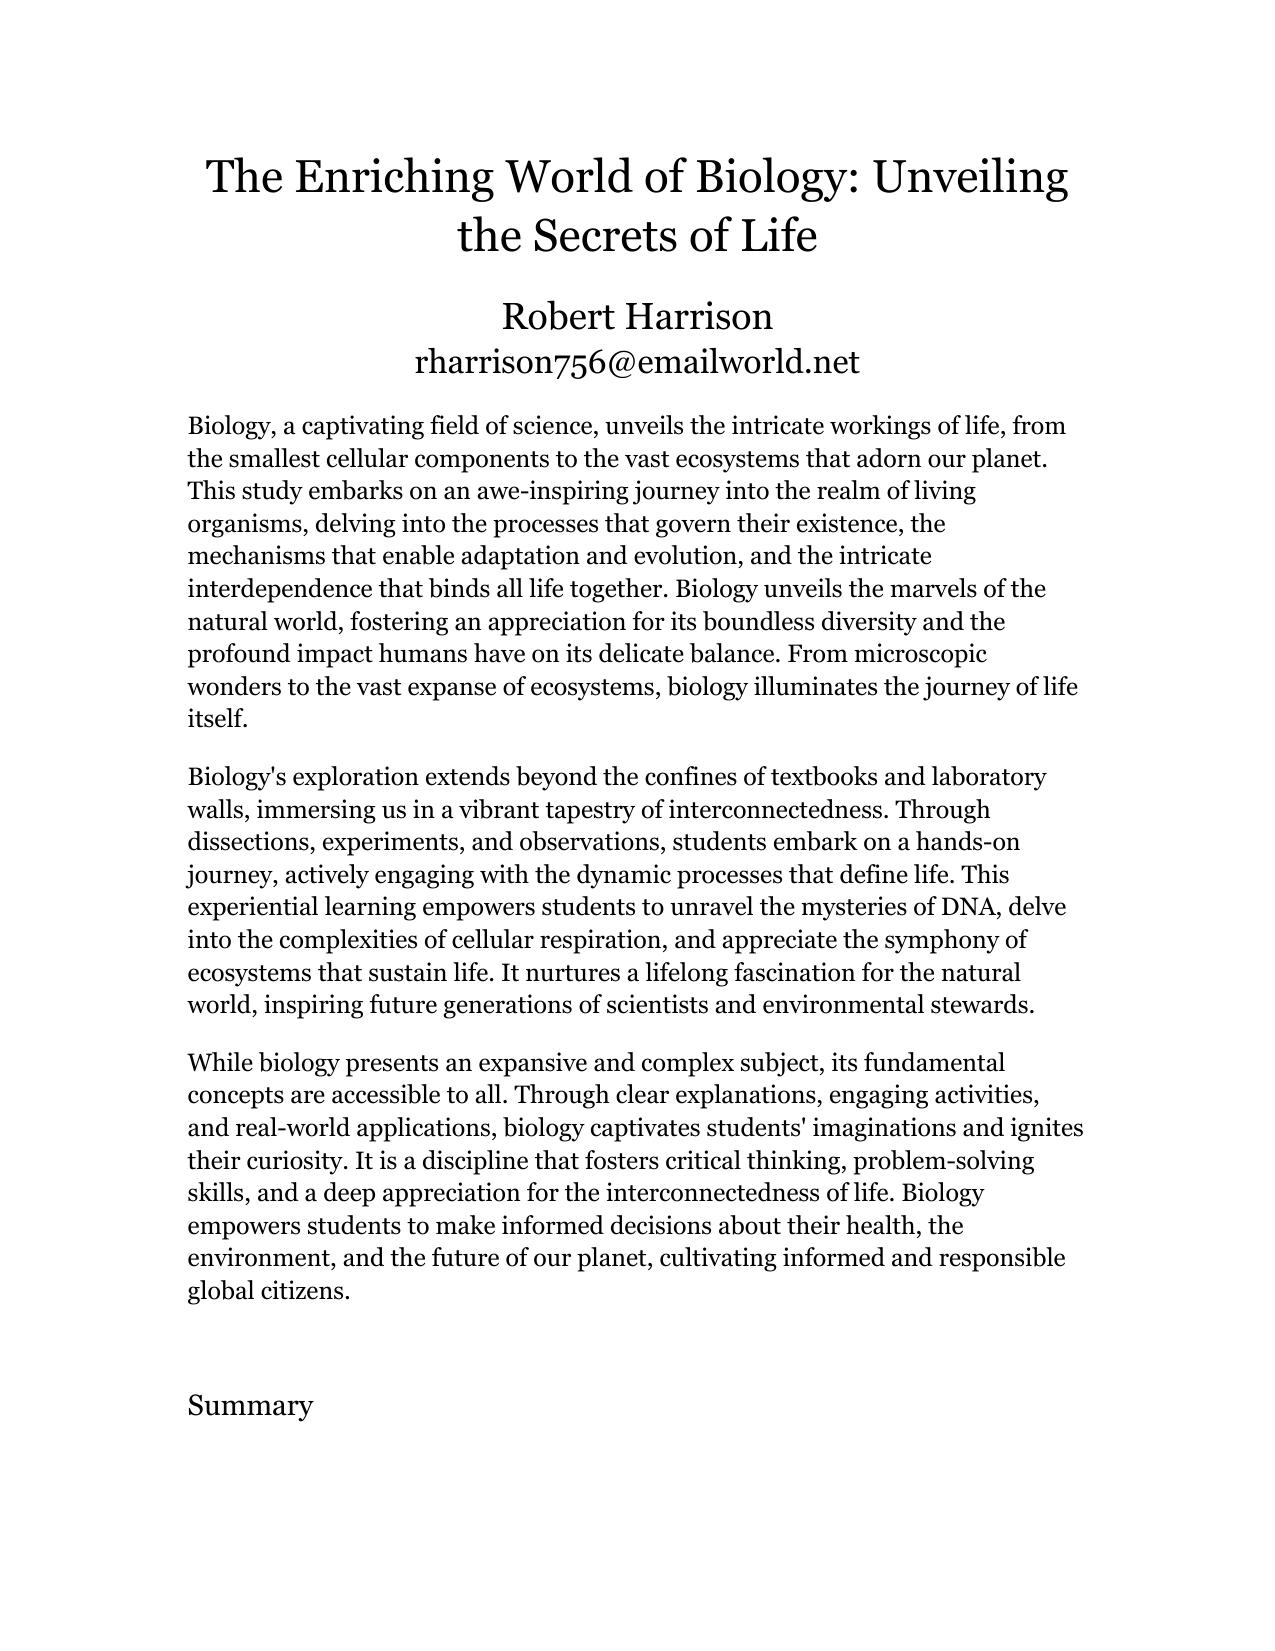 The Enriching World of Biology: Unveiling
the Secrets of Life
Robert Harrison
rharrison756@emailworld.net
Biology, a captivating field of science, unveils the intricate workings of life, from
the smallest cellular components to the vast ecosystems that adorn our planet.
This study embarks on an awe-inspiring journey into the realm of living
organisms, delving into the processes that govern their existence, the
mechanisms that enable adaptation and evolution, and the intricate
interdependence that binds all life together. Biology unveils the marvels of the
natural world, fostering an appreciation for its boundless diversity and the
profound impact humans have on its delicate balance. From microscopic
wonders to the vast expanse of ecosystems, biology illuminates the journey of life
itself.
Biology's exploration extends beyond the confines of textbooks and laboratory
walls, immersing us in a vibrant tapestry of interconnectedness. Through
dissections, experiments, and observations, students embark on a hands-on
journey, actively engaging with the dynamic processes that define life. This
experiential learning empowers students to unravel the mysteries of DNA, delve
into the complexities of cellular respiration, and appreciate the symphony of
ecosystems that sustain life. It nurtures a lifelong fascination for the natural
world, inspiring future generations of scientists and environmental stewards.
While biology presents an expansive and complex subject, its fundamental
concepts are accessible to all. Through clear explanations, engaging activities,
and real-world applications, biology captivates students' imaginations and ignites
their curiosity. It is a discipline that fosters critical thinking, problem-solving
skills, and a deep appreciation for the interconnectedness of life. Biology
empowers students to make informed decisions about their health, the
environment, and the future of our planet, cultivating informed and responsible
global citizens.
Summary